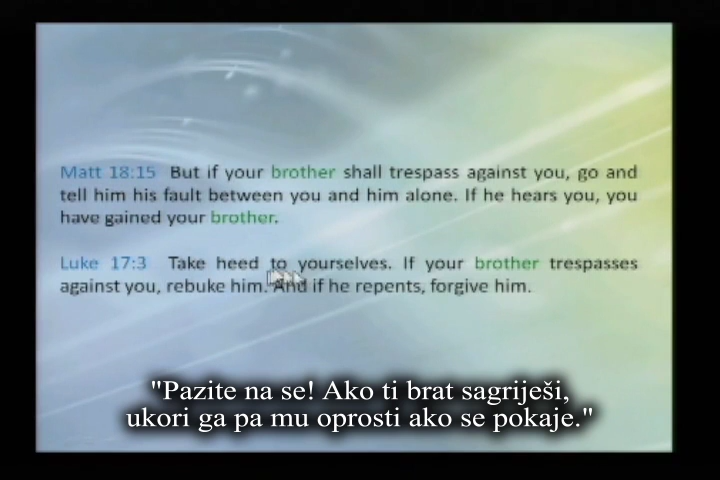 Matt 18:15 But if your brother shall trespass against you, go and
tell him his fault between you and him alone. If he hears you, you
have gained your brother.
Luke 17:3 Take heed to yourselves. If your brother trespasses
against you, rebuke him. And if he repents, forgive him.
"Pazite na se! Ako ti brat sagriješi,
ukori ga pa mu oprosti ako se pokaje."